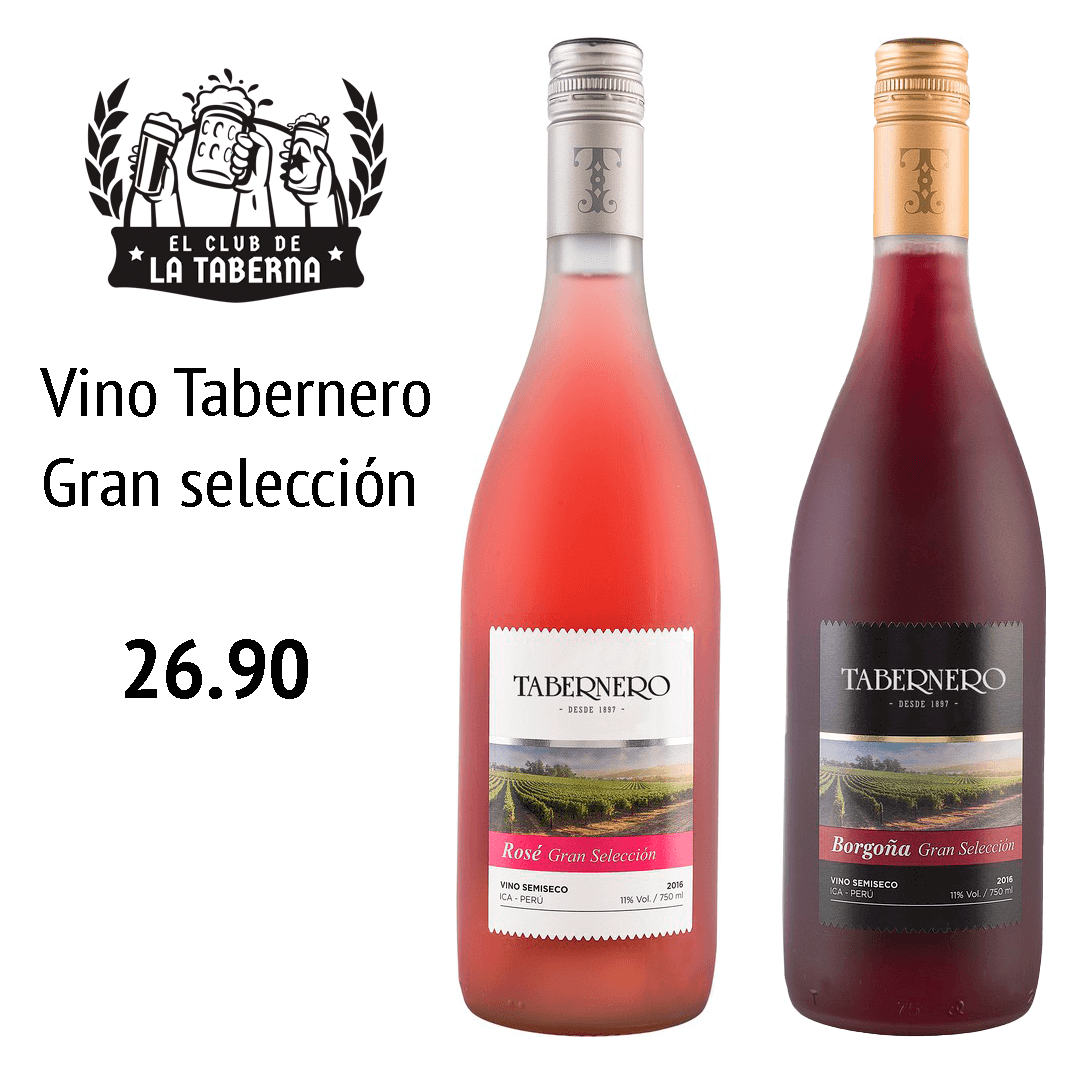 EL CLUB DE
LA TABERNA
Vino Tabernero
Gran selección
26.90
T
TABERNERO
- DESDE 1897 -
Rosé Gran Selección
VINO SEMISECO 2016
ICA - PERÚ 11% Vol. / 750 ml
T
TABERNERO
- DESDE 1897 -
Borgoña Gran Selección
VINO SEMISECO 2016
ICA - PERÚ 11% Vol. / 750 ml